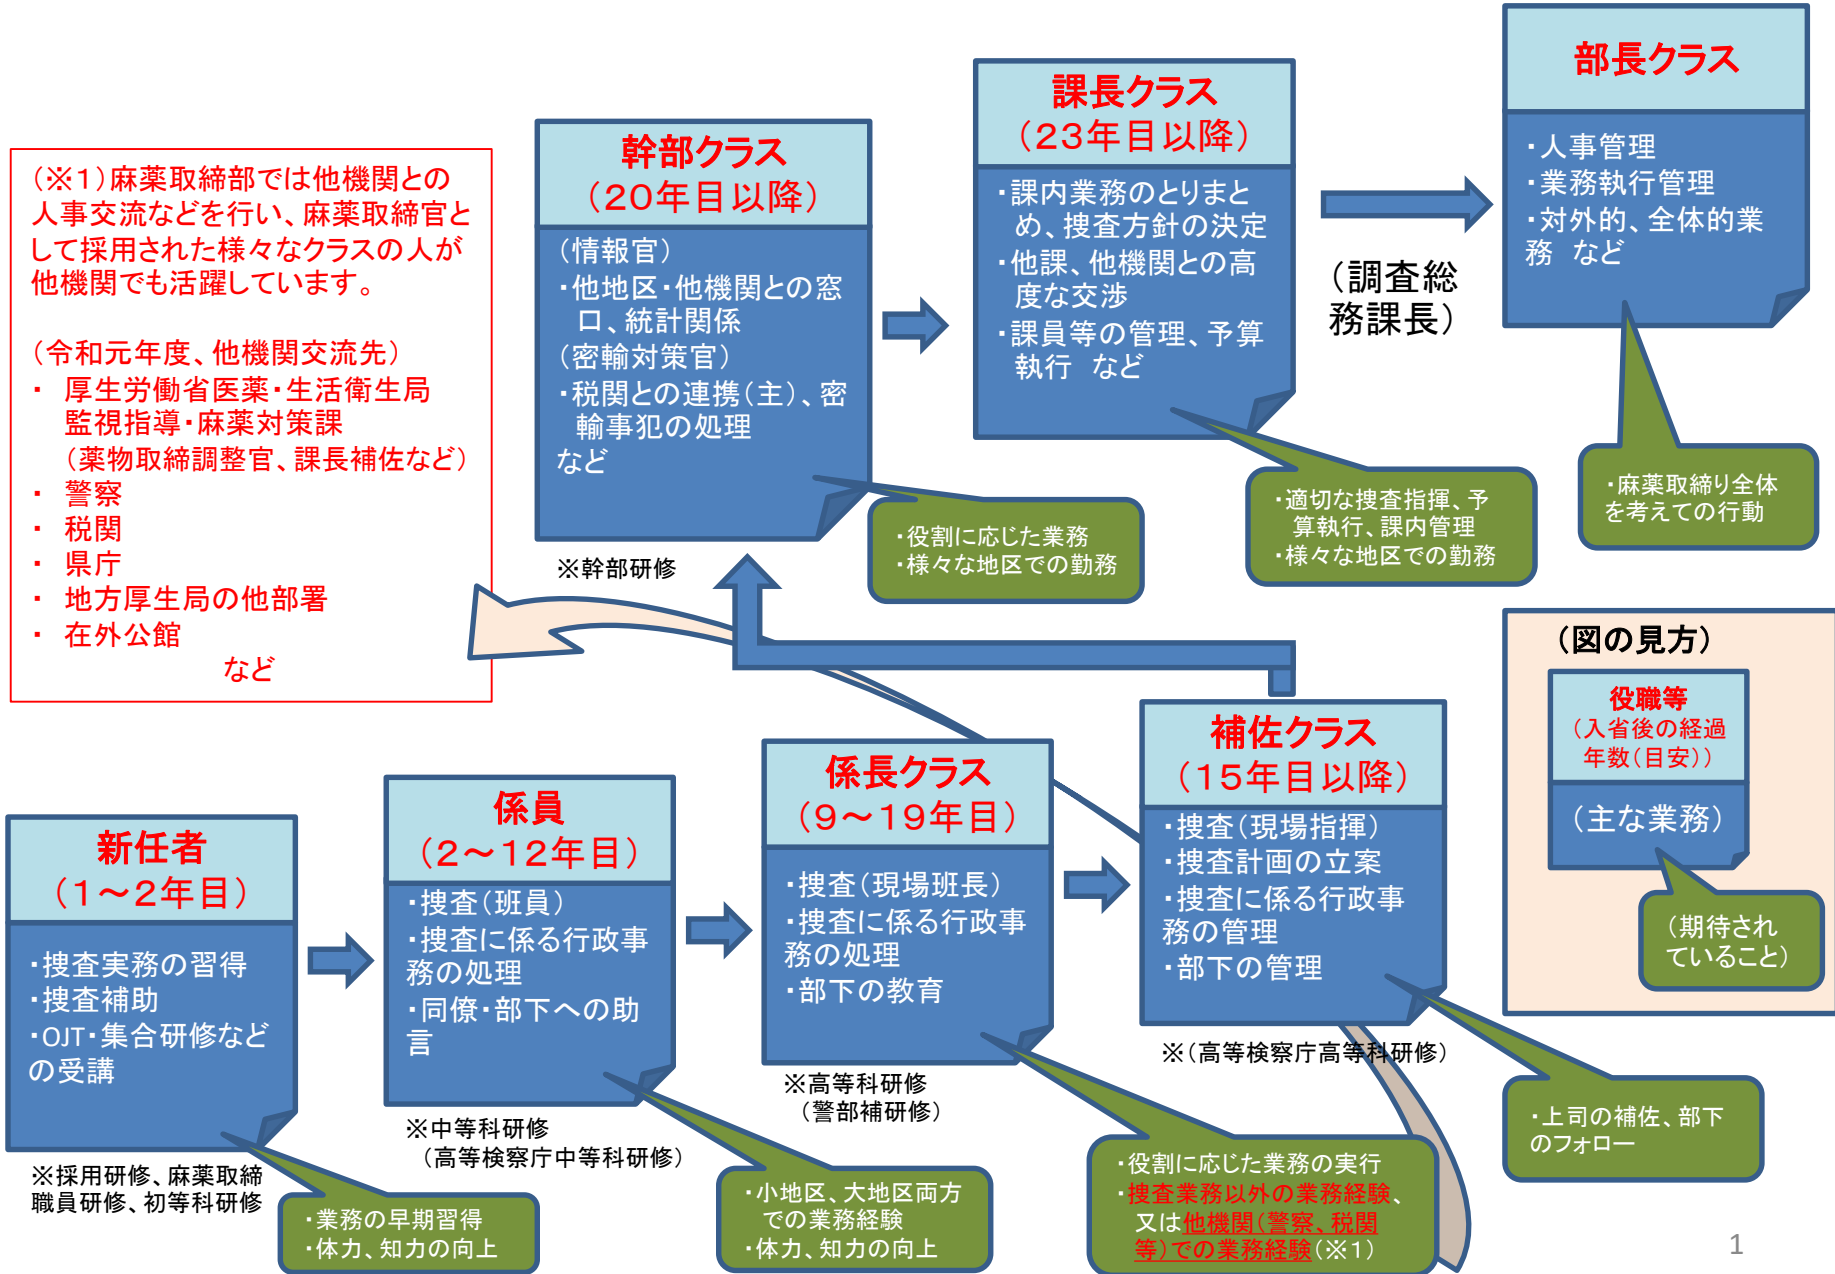 (※1)麻薬取締部では他機関との
人事交流などを行い、麻薬取締官と
して採用された様々なクラスの人が
他機関でも活躍しています。
(令和元年度、他機関交流先)
・ 厚生労働省医薬・生活衛生局
監視指導・麻薬対策課
(薬物取締調整官、課長補佐など)
・ 警察
・ 税関
・ 県庁
・ 地方厚生局の他部署
・ 在外公館
など
幹部クラス
(20年目以降)
(情報官)
・他地区・他機関との窓
口、統計関係
(密輸対策官)
・税関との連携(主)、密
輸事犯の処理
など
※幹部研修
・役割に応じた業務
・様々な地区での勤務
課長クラス
(23年目以降)
・課内業務のとりまと
め、捜査方針の決定
・他課、他機関との高
度な交渉
・課員等の管理、予算
執行 など
・適切な捜査指揮、予
算執行、課内管理
・様々な地区での勤務
(調査総
務課長)
部長クラス
・人事管理
・業務執行管理
・対外的、全体的業
務 など
・麻薬取締り全体
を考えての行動
(図の見方)
役職等
(入省後の経過
年数(目安))
(主な業務)
(期待され
ていること)
新任者
(1~2年目)
・捜査実務の習得
・捜査補助
・OJT・集合研修など
の受講
※採用研修、麻薬取締
職員研修、初等科研修
・業務の早期習得
・体力、知力の向上
係員
(2~12年目)
・捜査(班員)
・捜査に係る行政事
務の処理
・同僚・部下への助
言
※中等科研修
(高等検察庁中等科研修)
・小地区、大地区両方
での業務経験
・体力、知力の向上
係長クラス
(9~19年目)
・捜査(現場班長)
・捜査に係る行政事
務の処理
・部下の教育
※高等科研修
(警部補研修)
・役割に応じた業務の実行
・捜査業務以外の業務経験、
又は他機関(警察、税関
等)での業務経験(※1)
補佐クラス
(15年目以降)
・捜査(現場指揮)
・捜査計画の立案
・捜査に係る行政事
務の管理
・部下の管理
※(高等検察庁高等科研修)
・上司の補佐、部下
のフォロー
1